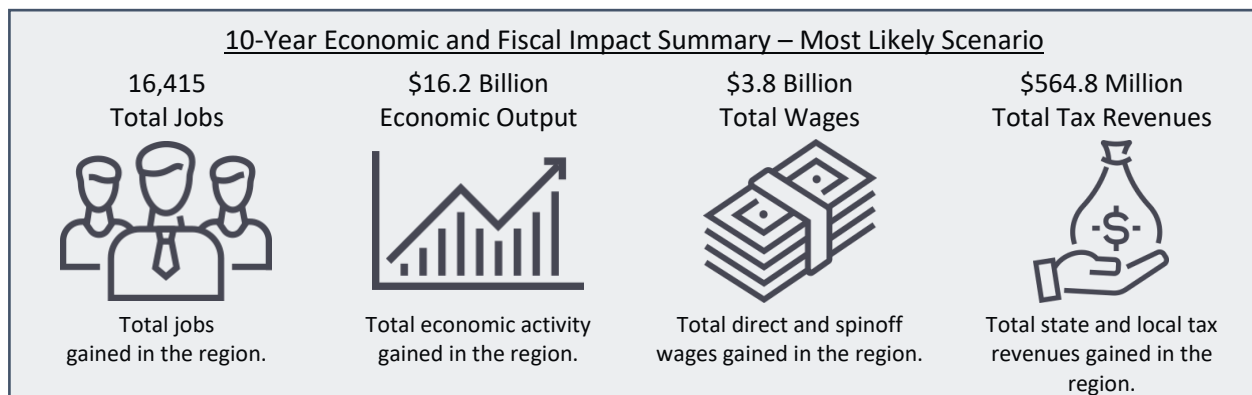 10-Year Economic and Fiscal Impact Summary – Most Likely Scenario
16,415
Total Jobs
$16.2 Billion
Economic Output
$3.8 Billion
Total Wages
$564.8 Million
Total Tax Revenues
-$-
Total jobs
gained in the region.
Total economic activity
gained in the region.
Total direct and spinoff
wages gained in the region.
Total state and local tax
revenues gained in the
region.